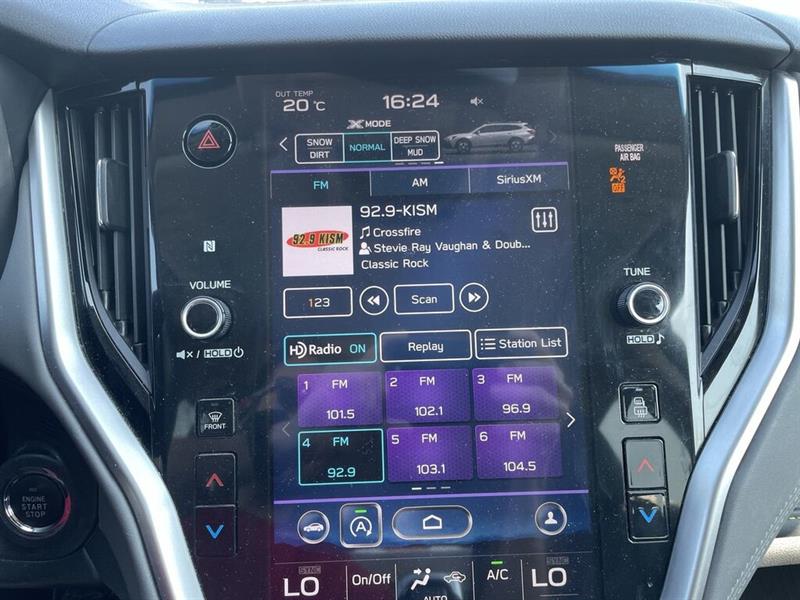 OUT TEMP
20 °C
16:24
X MODE
SNOW
DIRT
NORMAL
DEEP SNOW
MUD
PASSENGER
AIR BAG
2
OFF
FM
AM
SiriusXM
92.9-KISM
92.9 KISM
CLASSIC ROCK
Crossfire
Stevie Ray Vaughan & Doub...
Classic Rock
N
VOLUME
TUNE
123
Scan
HOLD
/ HOLD
HD Radio ON
Replay
Station List
1 FM
101.5
2 FM
102.1
3 FM
96.9
4 FM
92.9
5 FM
103.1
6 FM
104.5
FRONT
ENGINE
START
STOP
A
SYNC
LO
On/Off
AUTO
A/C
SYNC
LO